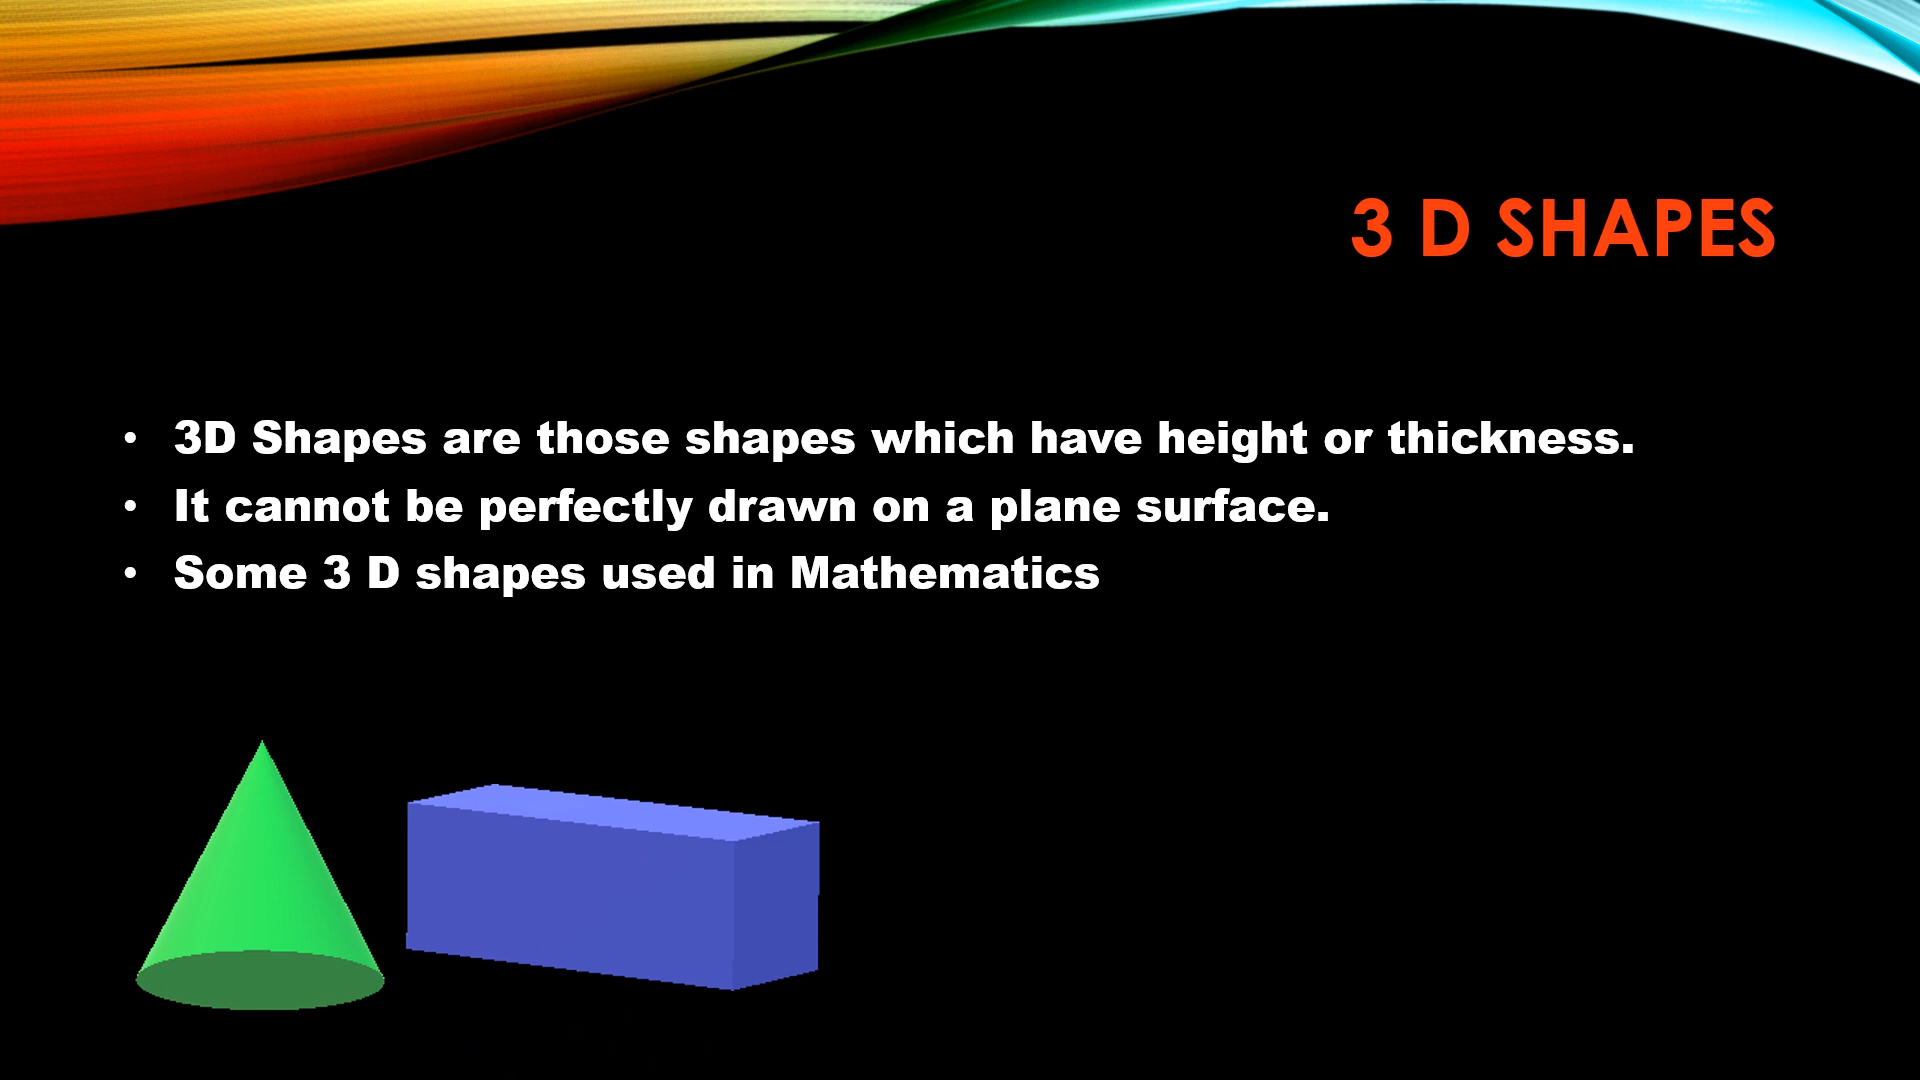 3 D SHAPES
• 3D Shapes are those shapes which have height or thickness.
• It cannot be perfectly drawn on a plane surface.
• Some 3 D shapes used in Mathematics